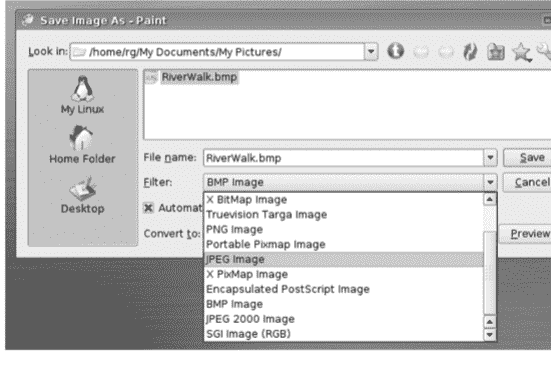 Save Image As - Paint
Look in: /home/rg/My Documents/My Pictures/
RiverWalk.bmp
My Linux
Home Folder
Desktop
File name: RiverWalk.bmp Save
Filter: BMP Image Cancel
Automat
Convert to: Preview
X BitMap Image
Truevision Targa Image
PNG Image
Portable Pixmap Image
JPEG Image
X PixMap Image
Encapsulated PostScript Image
BMP Image
JPEG 2000 Image
SGI Image (RGB)